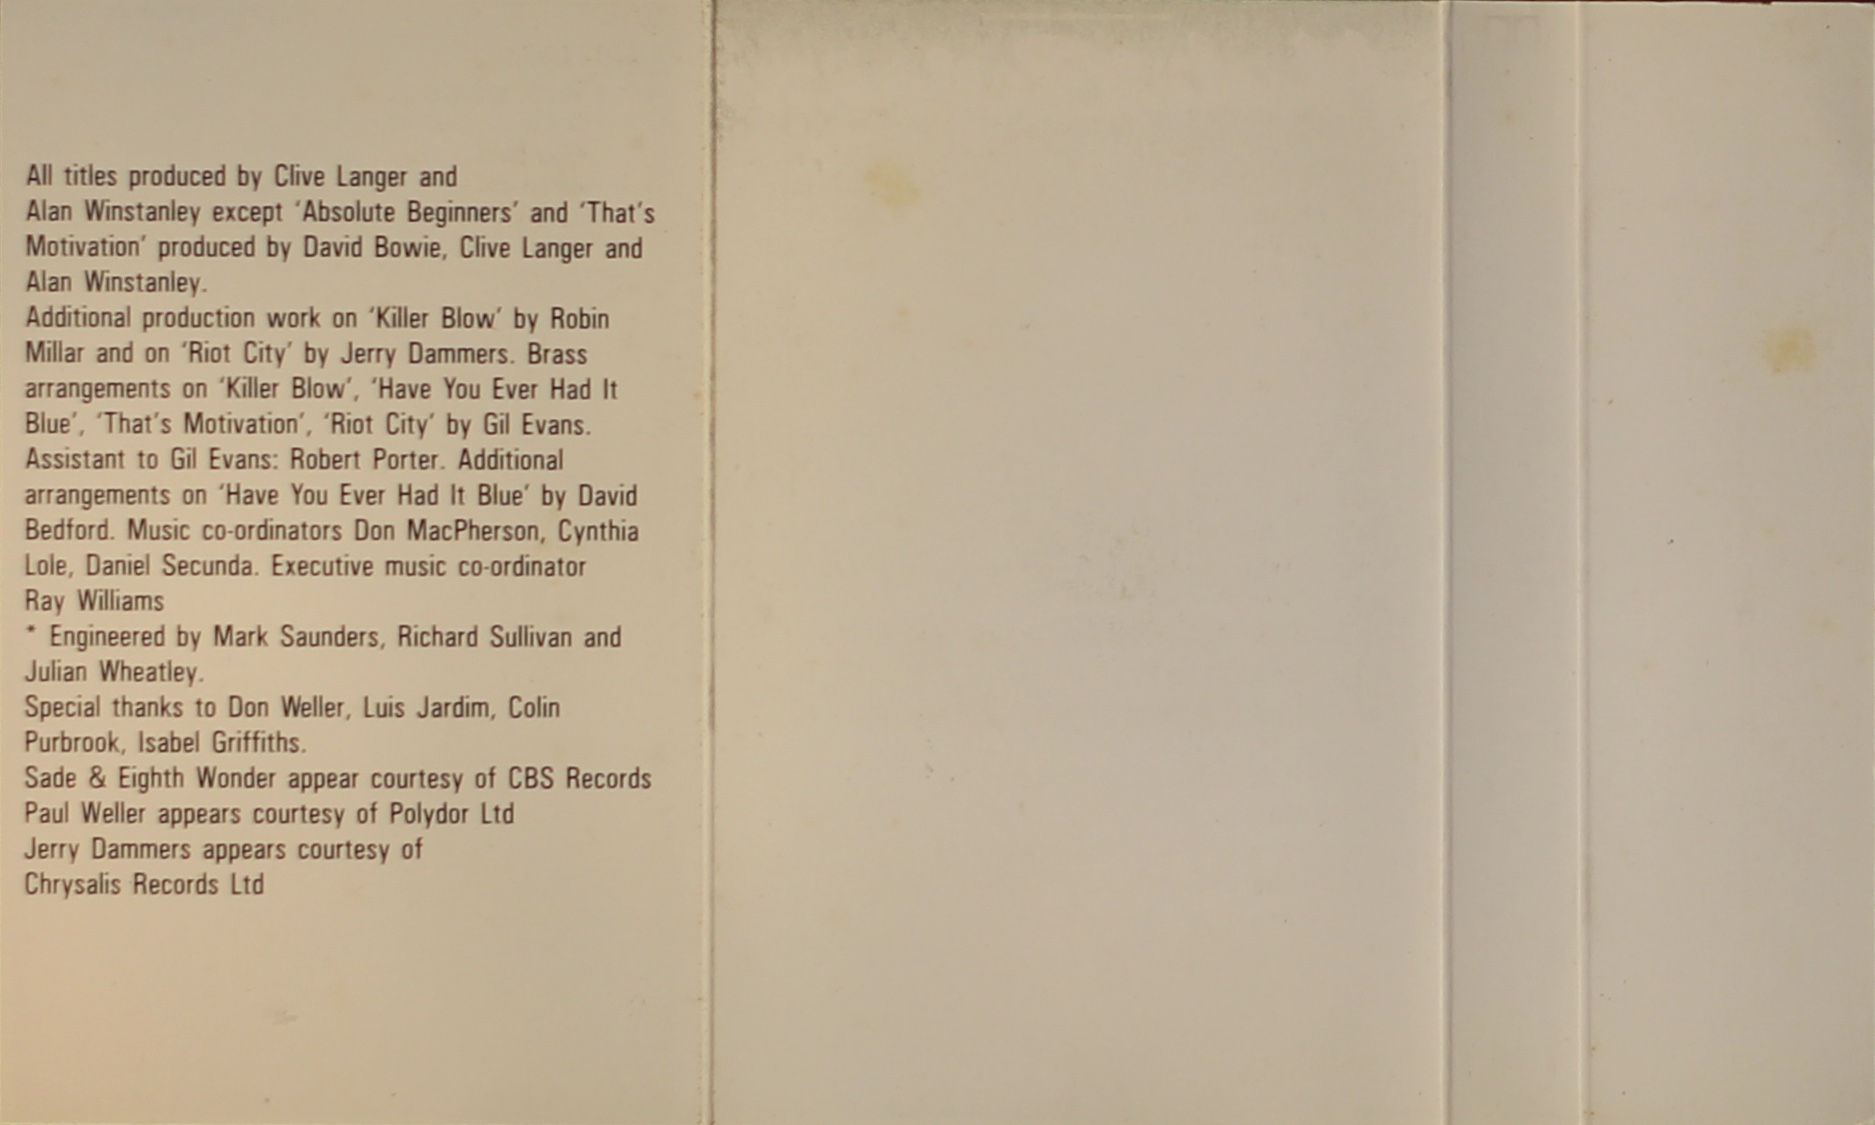 All titles produced by Clive Langer and
Alan Winstanley except ‘Absolute Beginners’ and ‘That’s
Motivation’ produced by David Bowie, Clive Langer and
Alan Winstanley.
Additional production work on ‘Killer Blow’ by Robin
Millar and on ‘Riot City’ by Jerry Dammers. Brass
arrangements on ‘Killer Blow’, ‘Have You Ever Had It
Blue’, ‘That’s Motivation’, ‘Riot City’ by Gil Evans.
Assistant to Gil Evans: Robert Porter. Additional
arrangements on ‘Have You Ever Had It Blue’ by David
Bedford. Music co-ordinators Don MacPherson, Cynthia
Lole, Daniel Secunda. Executive music co-ordinator
Ray Williams
* Engineered by Mark Saunders, Richard Sullivan and
Julian Wheatley.
Special thanks to Don Weller, Luis Jardim, Colin
Purbrook, Isabel Griffiths.
Sade & Eighth Wonder appear courtesy of CBS Records
Paul Weller appears courtesy of Polydor Ltd
Jerry Dammers appears courtesy of
Chrysalis Records Ltd